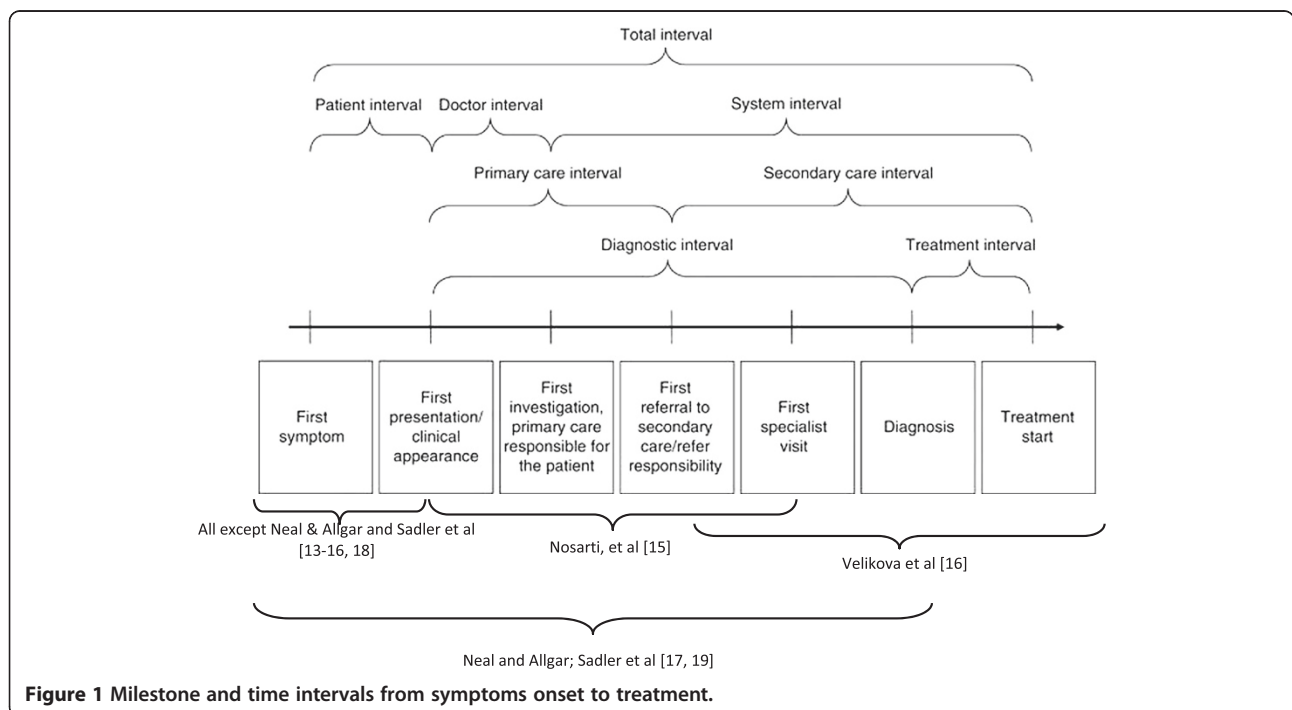 Total interval
Patient interval Doctor interval System interval
Primary care interval Secondary care interval
Diagnostic interval Treatment interval
First
symptom
First
presentation/
clinical
appearance
First
investigation,
primary care
responsible for
the patient
First
referral to
secondary
care/refer
responsibility
First
specialist
visit
Diagnosis
Treatment
start
All except Neal & Allgar and Sadler et al
[13-16, 18]
Nosarti, et al [15]
Velikova et al [16]
Neal and Allgar; Sadler et al [17, 19]
Figure 1 Milestone and time intervals from symptoms onset to treatment.